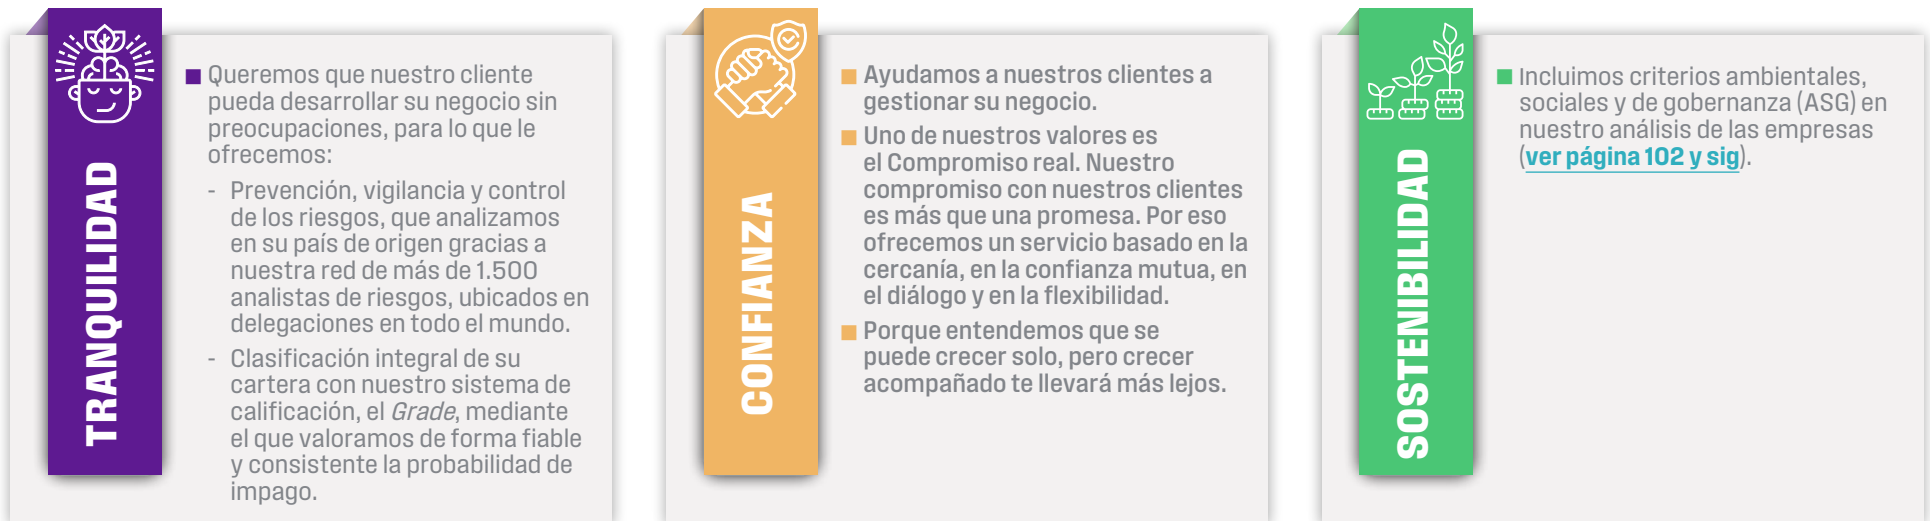 TRANQUILIDAD
Queremos que nuestro cliente
pueda desarrollar su negocio sin
preocupaciones, para lo que le
ofrecemos:
- Prevención, vigilancia y control
de los riesgos, que analizamos
en su país de origen gracias a
nuestra red de más de 1.500
analistas de riesgos, ubicados en
delegaciones en todo el mundo.
- Clasificación integral de su
cartera con nuestro sistema de
calificación, el Grade, mediante
el que valoramos de forma fiable
y consistente la probabilidad de
impago.
CONFIANZA
Ayudamos a nuestros clientes a
gestionar su negocio.
Uno de nuestros valores es
el Compromiso real. Nuestro
compromiso con nuestros clientes
es más que una promesa. Por eso
ofrecemos un servicio basado en la
cercanía, en la confianza mutua, en
el diálogo y en la flexibilidad.
Porque entendemos que se
puede crecer solo, pero crecer
acompañado te llevará más lejos.
SOSTENIBILIDAD
Incluimos criterios ambientales,
sociales y de gobernanza (ASG) en
nuestro análisis de las empresas
(ver página 102 y sig).